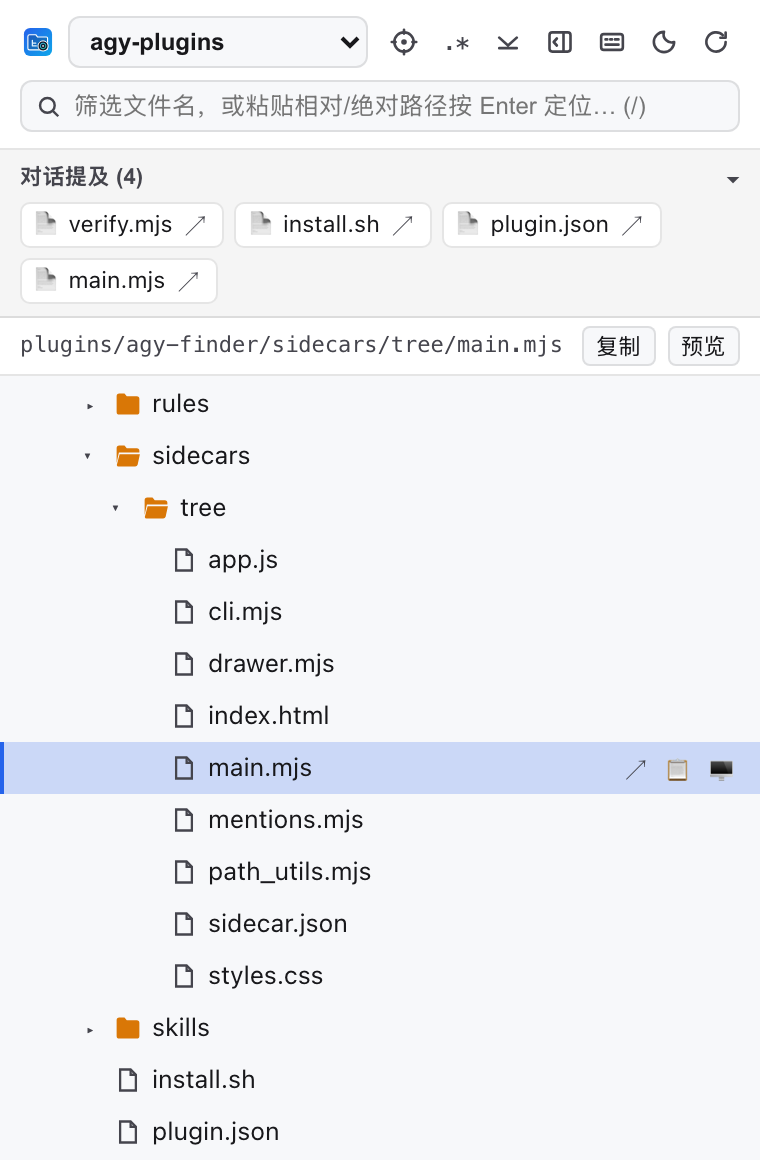 agy-plugins
.*
筛选文件名，或粘贴相对/绝对路径按 Enter 定位… (/)
对话提及 (4)
verify.mjs
install.sh
plugin.json
main.mjs
plugins/agy-finder/sidecars/tree/main.mjs 复制 预览
rules
sidecars
tree
app.js
cli.mjs
drawer.mjs
index.html
main.mjs
mentions.mjs
path_utils.mjs
sidecar.json
styles.css
skills
install.sh
plugin.json